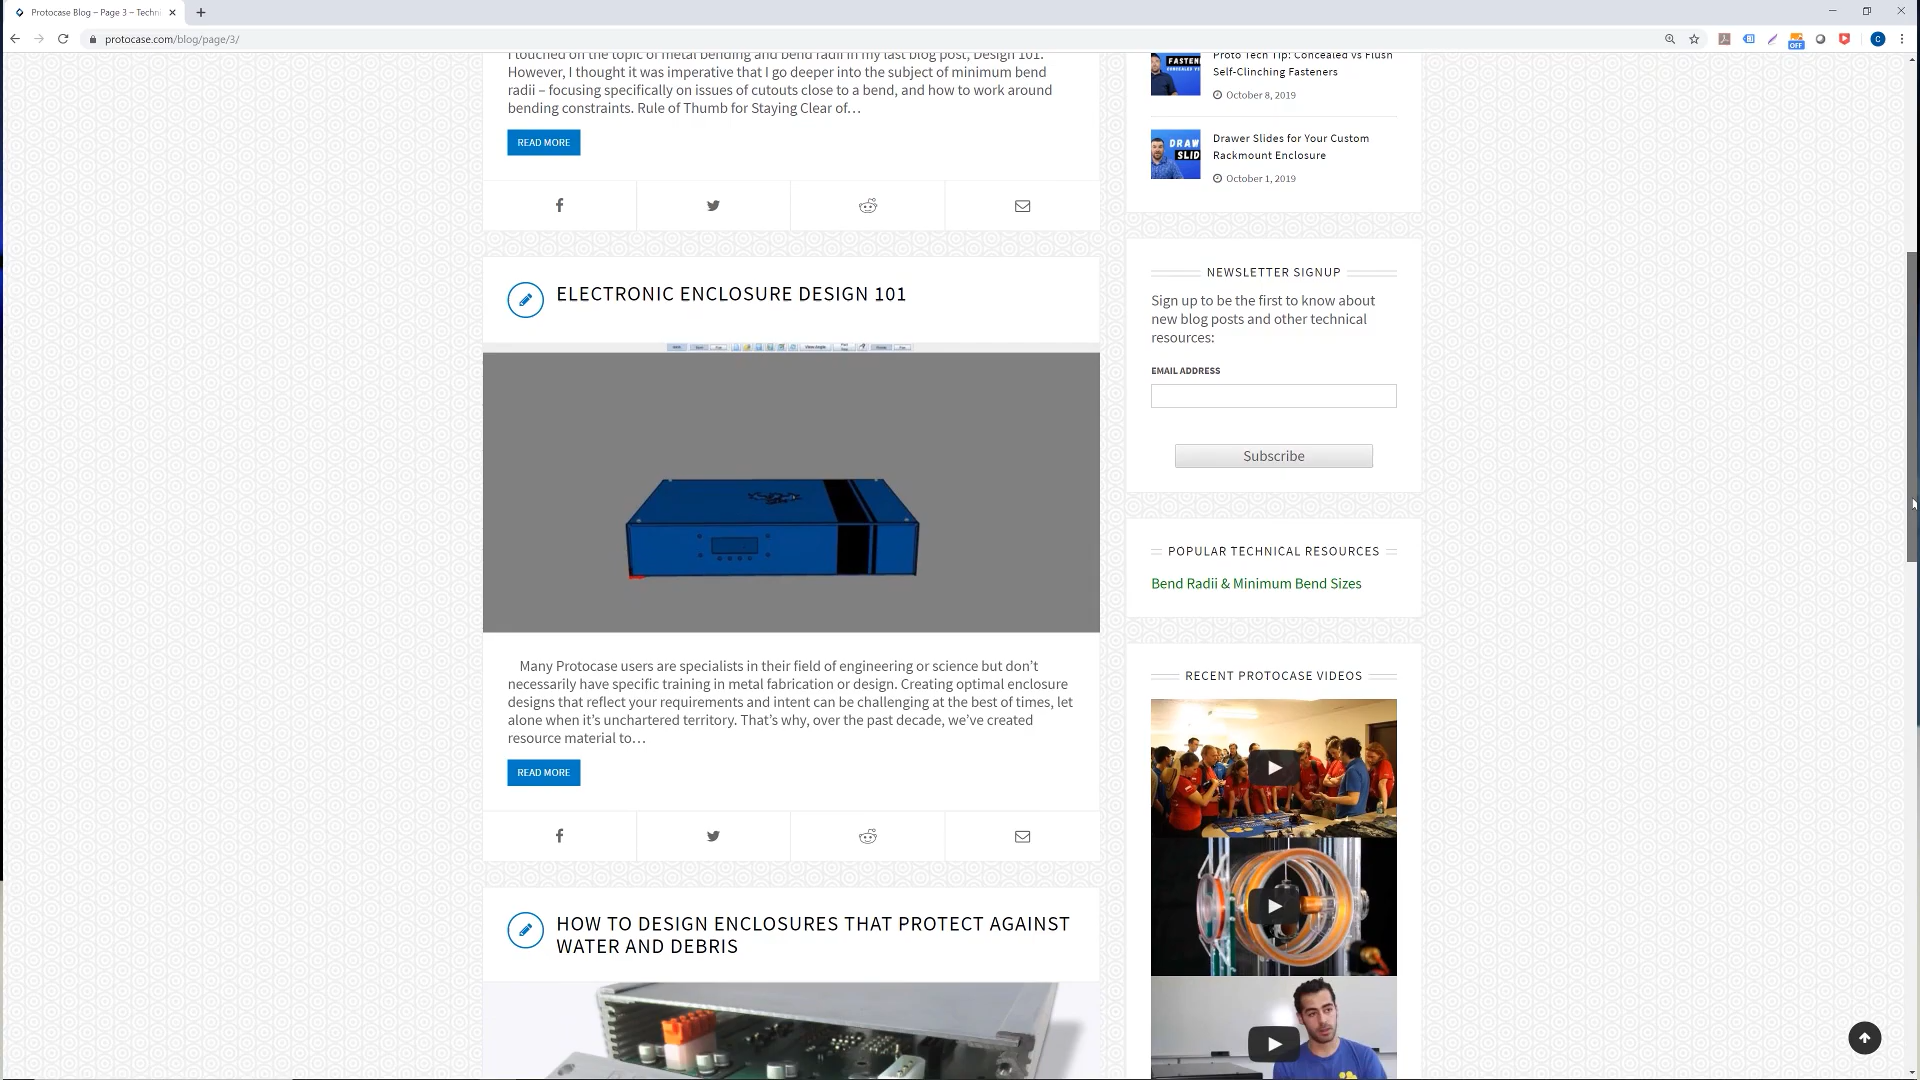 Protocase Blog – Page 3 – Techni
protocase.com/blog/page/3/
OFF
C
I touched on the topic of metal bending and bend radii in my last blog post, Design 101.
However, I thought it was imperative that I go deeper into the subject of minimum bend
radii – focusing specifically on issues of cutouts close to a bend, and how to work around
bending constraints. Rule of Thumb for Staying Clear of…
READ MORE
ELECTRONIC ENCLOSURE DESIGN 101
Many Protocase users are specialists in their field of engineering or science but don’t
necessarily have specific training in metal fabrication or design. Creating optimal enclosure
designs that reflect your requirements and intent can be challenging at the best of times, let
alone when it’s unchartered territory. That’s why, over the past decade, we’ve created
resource material to…
READ MORE
HOW TO DESIGN ENCLOSURES THAT PROTECT AGAINST
WATER AND DEBRIS
FASTEN
CONCEALED VS
Proto Tech Tip: Concealed vs Flush
Self-Clinching Fasteners
October 8, 2019
DRAW
SLID
Drawer Slides for Your Custom
Rackmount Enclosure
October 1, 2019
NEWSLETTER SIGNUP
Sign up to be the first to know about
new blog posts and other technical
resources:
EMAIL ADDRESS
Subscribe
POPULAR TECHNICAL RESOURCES
Bend Radii & Minimum Bend Sizes
RECENT PROTOCASE VIDEOS